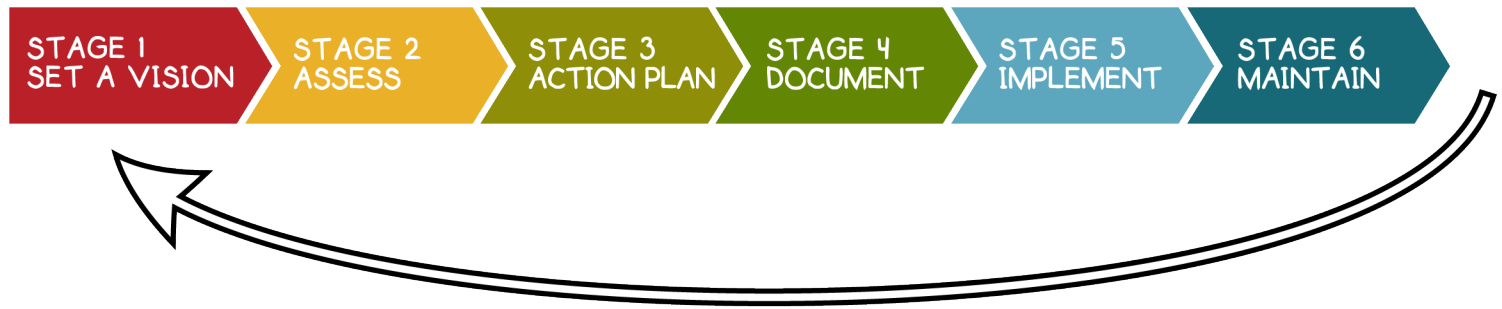 STAGE 1
SET A VISION
STAGE 2
ASSESS
STAGE 3
ACTION PLAN
STAGE 4
DOCUMENT
STAGE 5
IMPLEMENT
STAGE 6
MAINTAIN